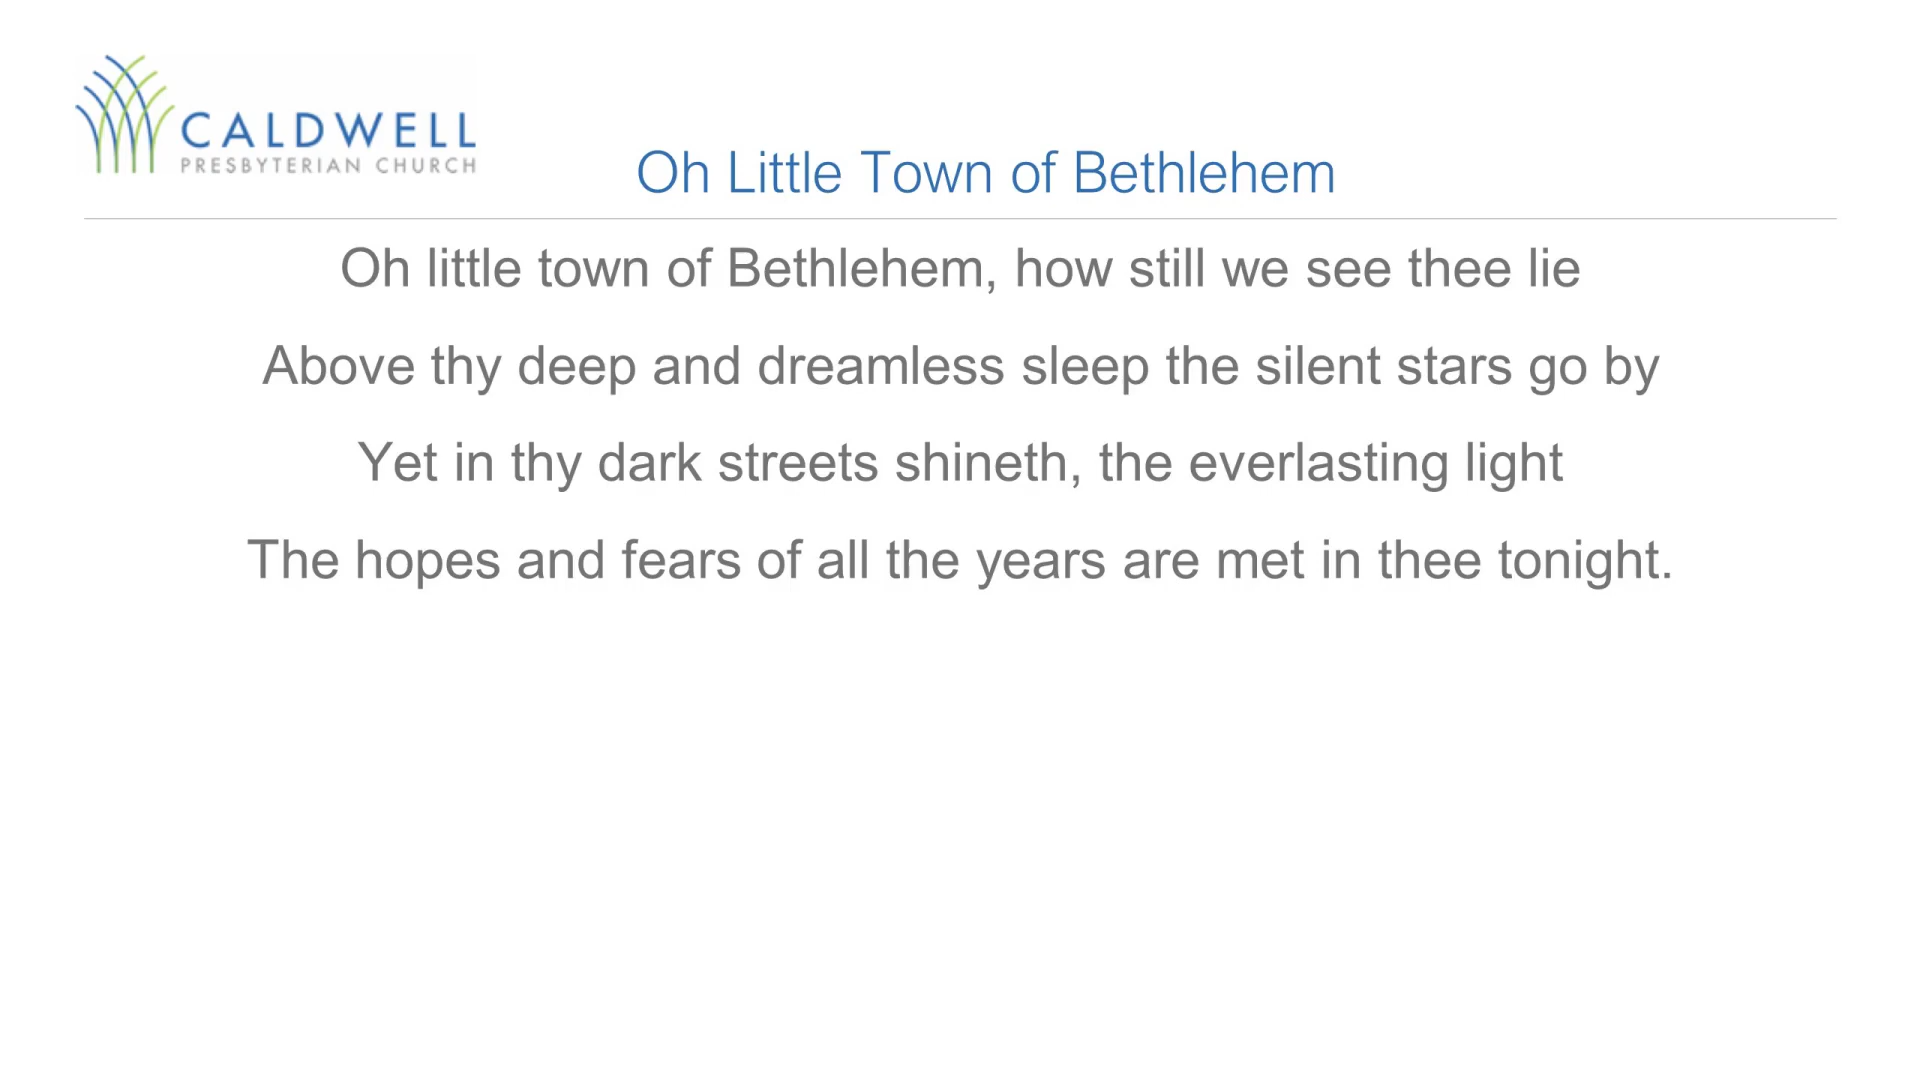 CALDWELL
PRESBYTERIAN CHURCH
Oh Little Town of Bethlehem
Oh little town of Bethlehem, how still we see thee lie
Above thy deep and dreamless sleep the silent stars go by
Yet in thy dark streets shineth, the everlasting light
The hopes and fears of all the years are met in thee tonight.